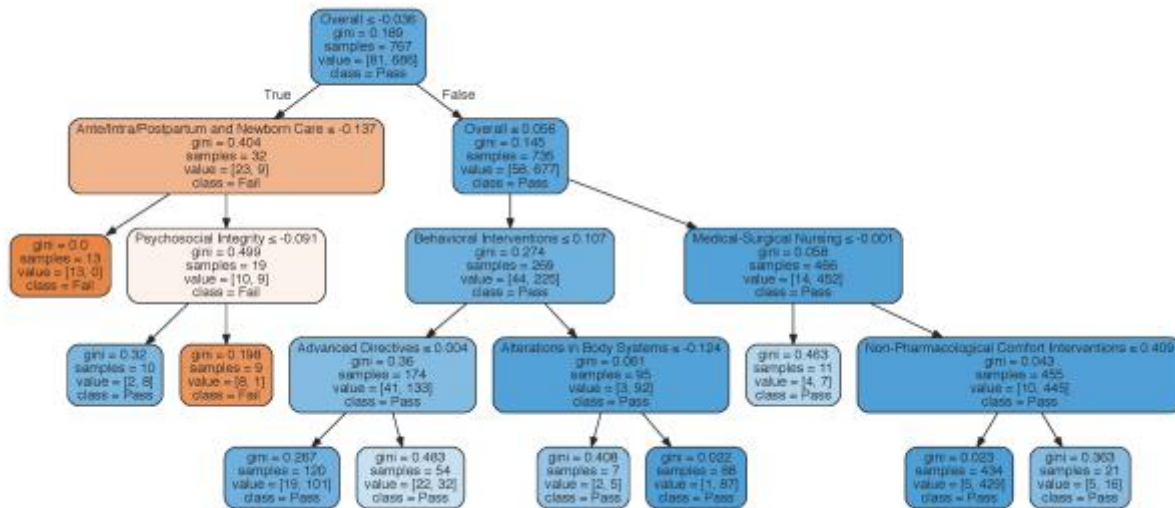 Overall ≤ -0.036
gini = 0.189
samples = 767
value = [81, 686]
class = Pass
True
False
Ante/Intra/Postpartum and Newborn Care ≤ -0.137
gini = 0.404
samples = 32
value = [23, 9]
class = Fail
Overall ≤ 0.056
gini = 0.145
samples = 735
value = [58, 677]
class = Pass
gini = 0.0
samples = 13
value = [13, 0]
class = Fail
Psychosocial Integrity ≤ -0.091
gini = 0.499
samples = 19
value = [10, 9]
class = Fail
Behavioral Interventions ≤ 0.107
gini = 0.274
samples = 269
value = [44, 225]
class = Pass
Medical-Surgical Nursing ≤ -0.001
gini = 0.058
samples = 466
value = [14, 452]
class = Pass
gini = 0.32
samples = 10
value = [2, 8]
class = Pass
gini = 0.198
samples = 9
value = [8, 1]
class = Fail
Advanced Directives ≤ 0.004
gini = 0.36
samples = 174
value = [41, 133]
class = Pass
Alterations in Body Systems ≤ -0.124
gini = 0.061
samples = 95
value = [3, 92]
class = Pass
gini = 0.463
samples = 11
value = [4, 7]
class = Pass
Non-Pharmacological Comfort Interventions ≤ 0.409
gini = 0.043
samples = 455
value = [10, 445]
class = Pass
gini = 0.267
samples = 120
value = [19, 101]
class = Pass
gini = 0.483
samples = 54
value = [22, 32]
class = Pass
gini = 0.408
samples = 7
value = [2, 5]
class = Pass
gini = 0.022
samples = 88
value = [1, 87]
class = Pass
gini = 0.023
samples = 434
value = [5, 429]
class = Pass
gini = 0.363
samples = 21
value = [5, 16]
class = Pass